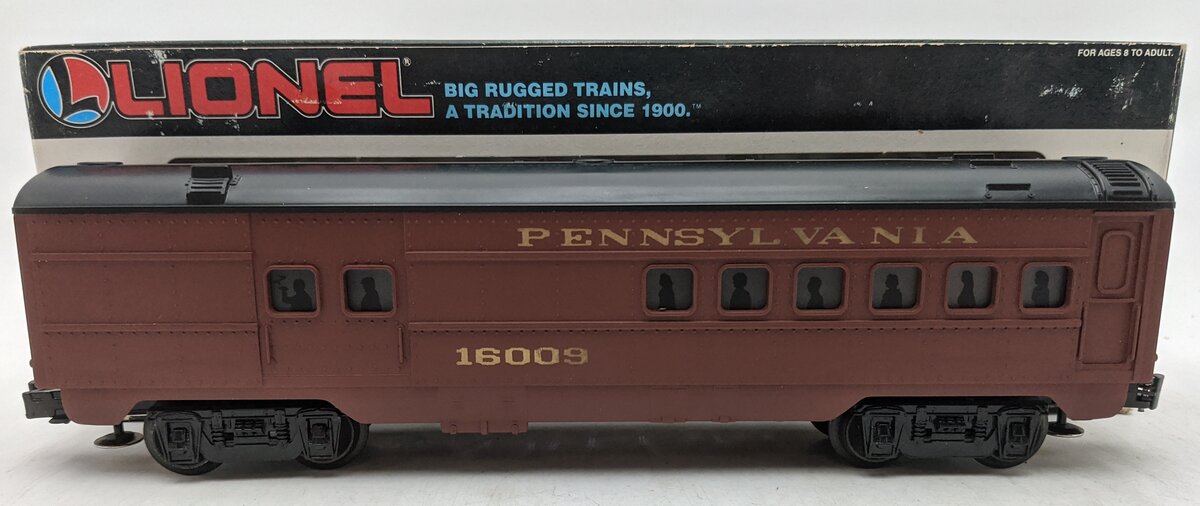 LIONEL®
BIG RUGGED TRAINS,
A TRADITION SINCE 1900.™
FOR AGES 8 TO ADULT.
PENNSYLVANIA
16009